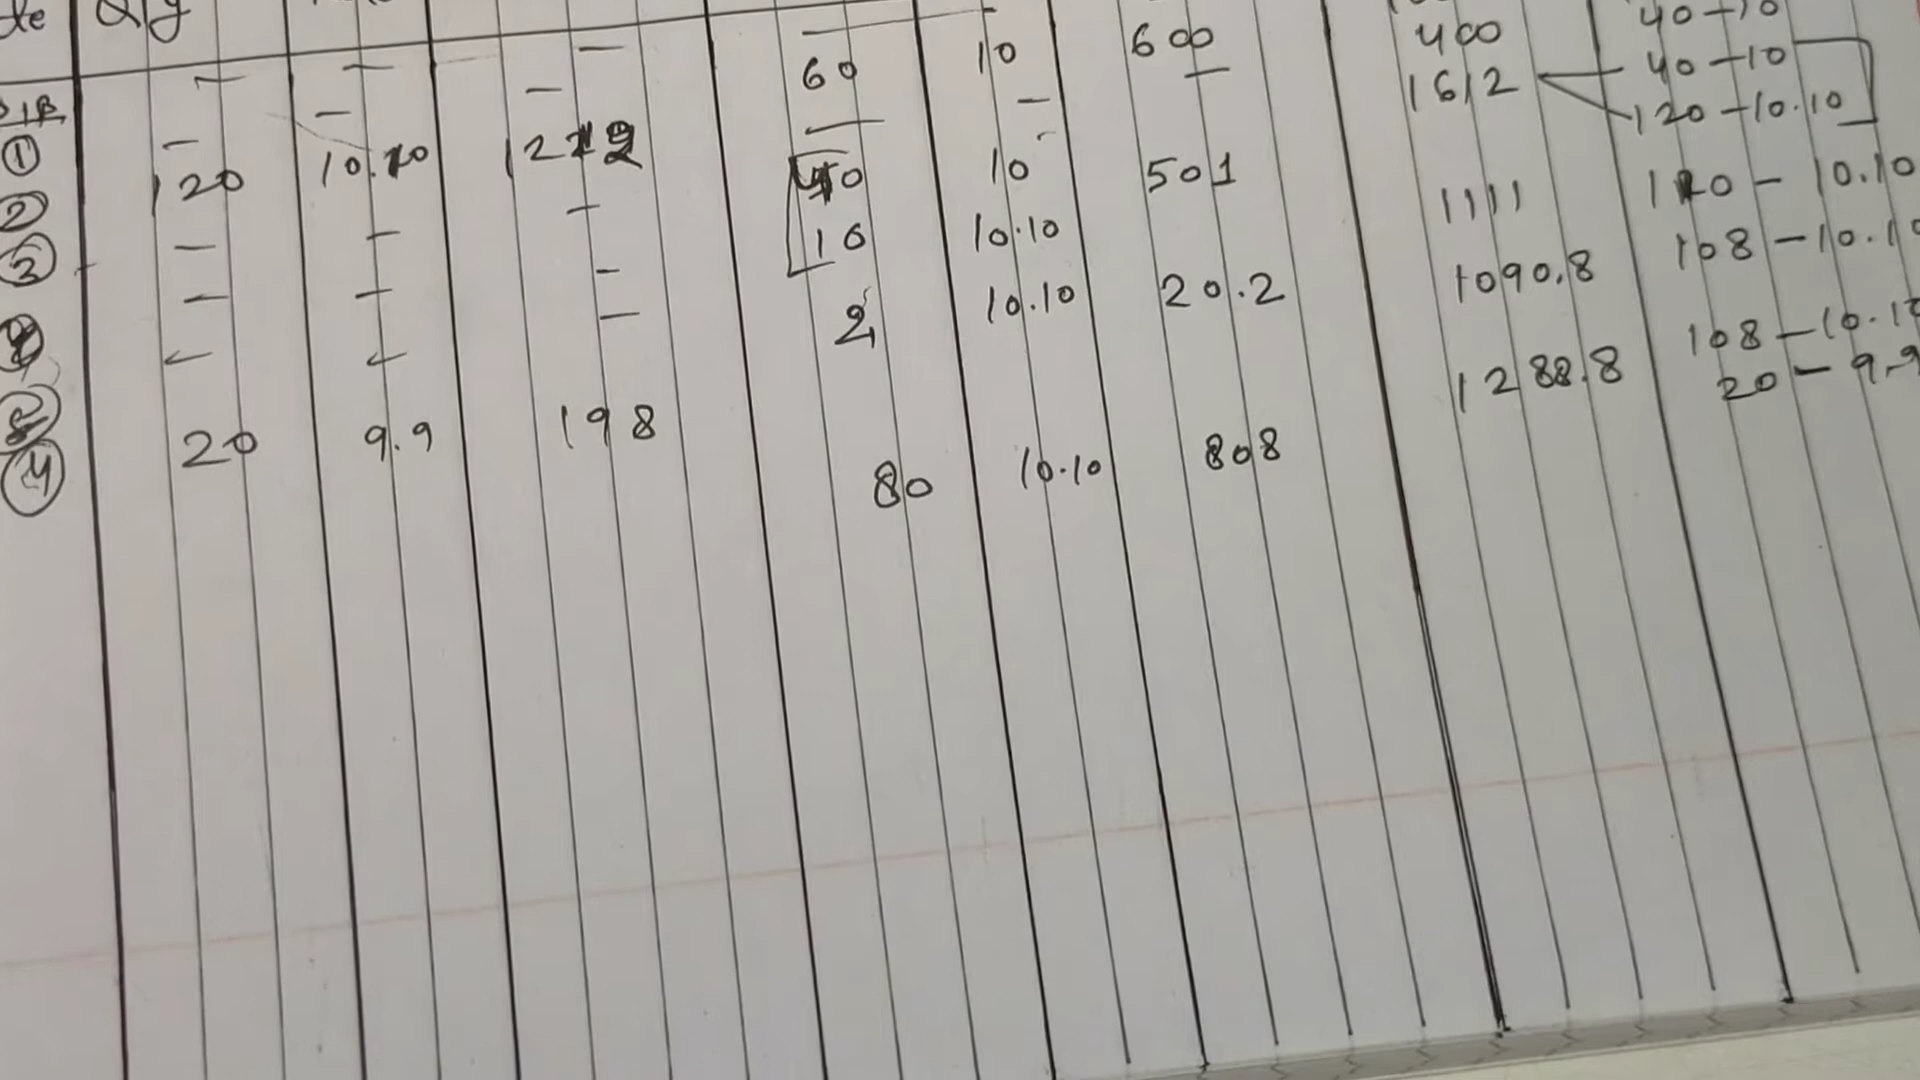 Qty
— — — 60 10 600 400 40-10
① — — — — — — 1612 40-10
120-10.10
② 120 10.10 1212 40 10 501 1111 110-10.10
③ — — — 10 10.10 1090.8 108-10.10
— — — 2 10.10 20.2
— — — 1288.8 108-10.10
20-9.9
④ 20 9.9 198 80 10.10 808